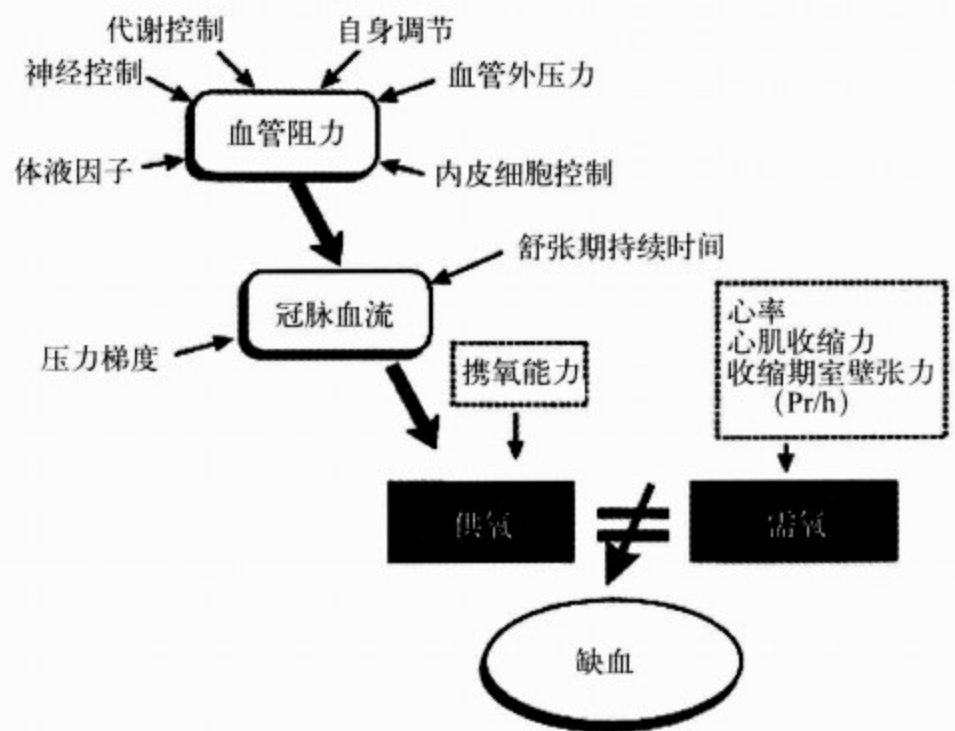 代谢控制
自身调节
神经控制
血管外压力
血管阻力
体液因子
内皮细胞控制
舒张期持续时间
冠脉血流
压力梯度
携氧能力
心率
心肌收缩力
收缩期室壁张力
(Pr/h)
供氧
需氧
缺血